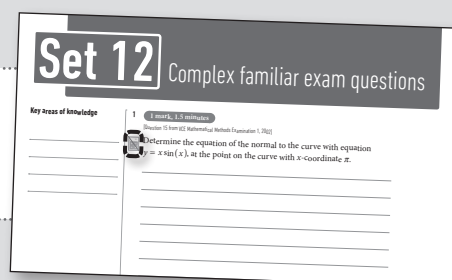 Set 12
Complex familiar exam questions
Key areas of knowledge
1
1 mark, 1.5 minutes
[Question 15 from QCE Mathematical Methods Examination 1, 2022]
Determine the equation of the normal to the curve with equation
y = x sin(x), at the point on the curve with x-coordinate π.